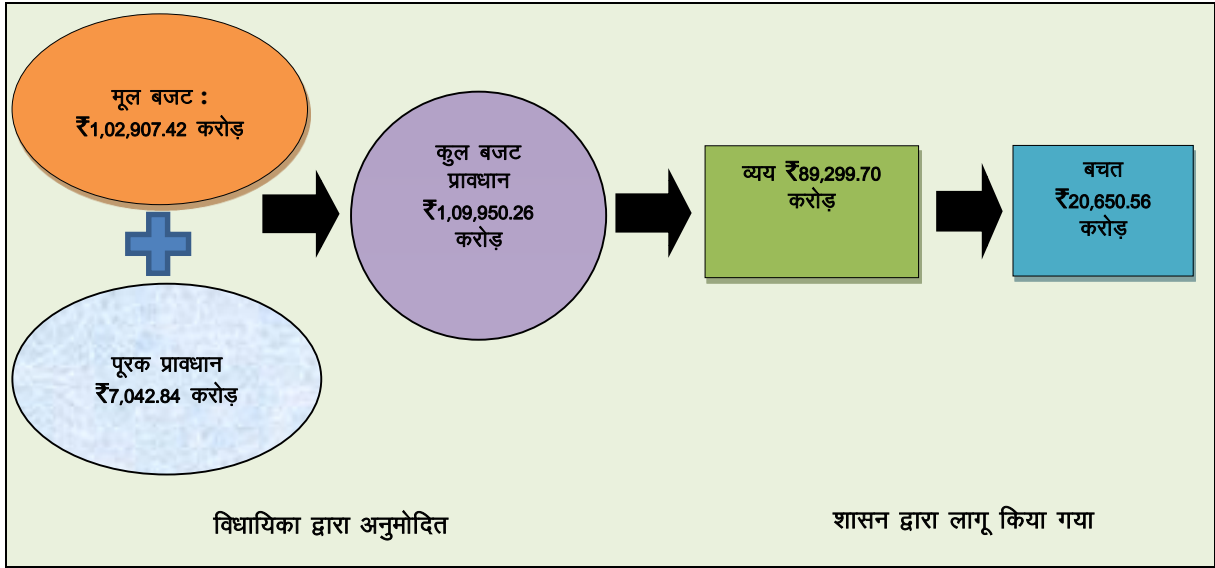 मूल बजट :
₹1,02,907.42 करोड़
पूरक प्रावधान
₹7,042.84 करोड़
कुल बजट
प्रावधान
₹1,09,950.26
करोड़
व्यय ₹89,299.70
करोड़
बचत
₹20,650.56
करोड़
विधायिका द्वारा अनुमोदित
शासन द्वारा लागू किया गया